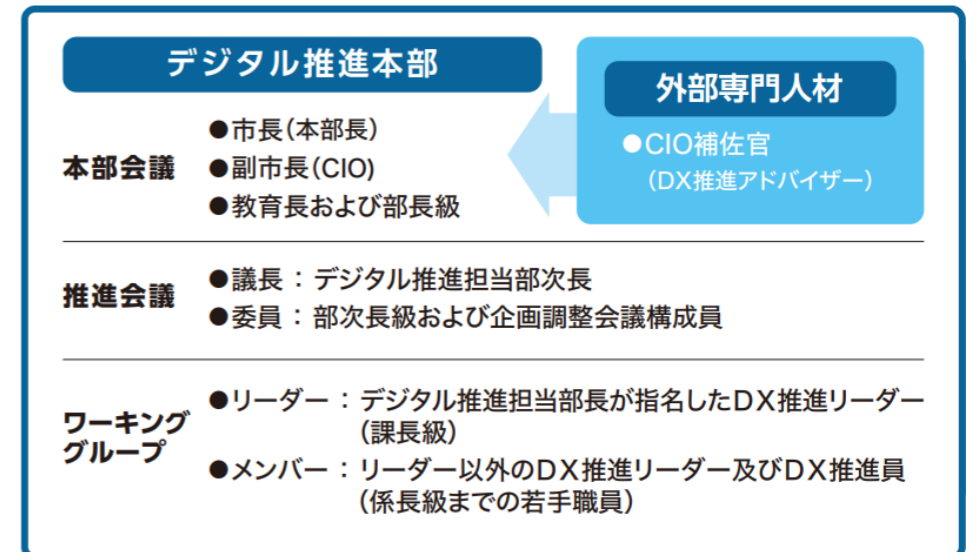 デジタル推進本部
外部専門人材
●CIO補佐官
（DX推進アドバイザー）
本部会議
●市長（本部長）
●副市長（CIO)
●教育長および部長級
推進会議
●議長：デジタル推進担当部次長
●委員：部次長級および企画調整会議構成員
ワーキング
グループ
●リーダー：デジタル推進担当部長が指名したDX推進リーダー
（課長級）
●メンバー：リーダー以外のDX推進リーダー及びDX推進員
（係長級までの若手職員）